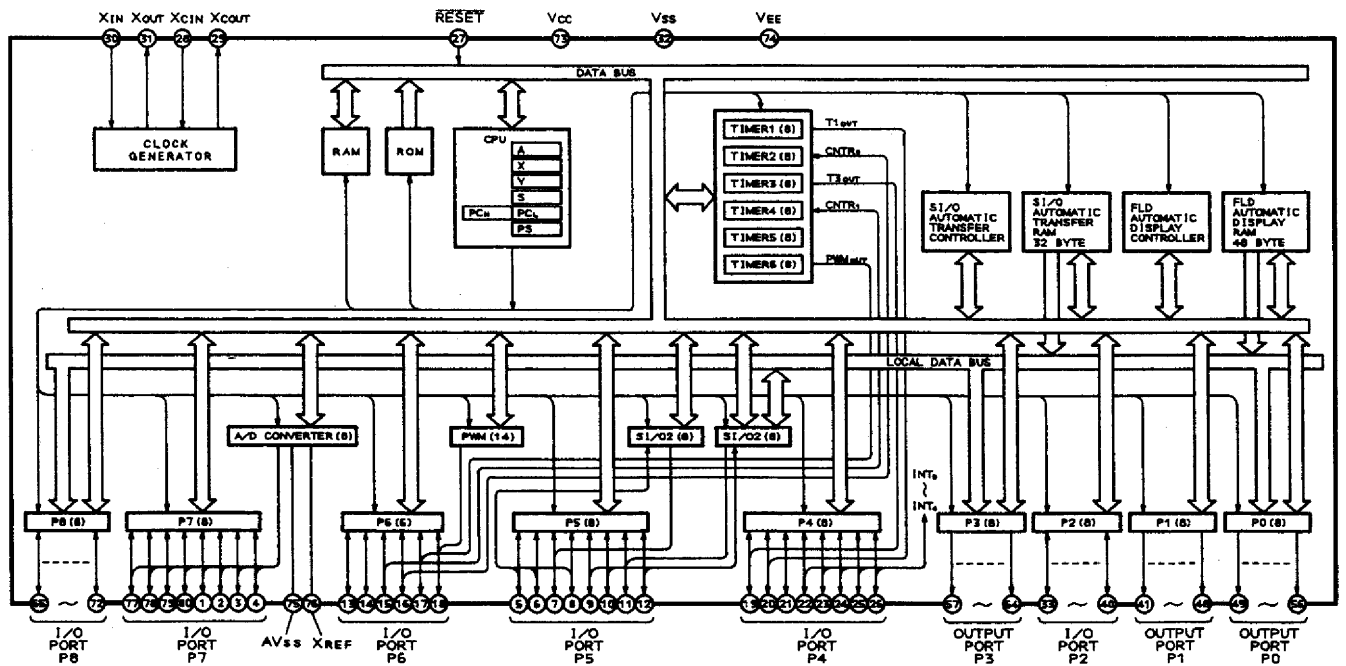 XIN XOUT XCIN XCOUT RESET VCC VSS VEE
30 31 28 29 27 73 32 74
DATA BUS
CLOCK GENERATOR
RAM
ROM
CPU
A
X
Y
S
PCH PCL
PS
TIMER1(8)
TIMER2(8)
TIMER3(8)
TIMER4(8)
TIMER5(8)
TIMER6(8)
T1OUT
CNTR0
T3OUT
CNTR1
PWMOUT
SI/O
AUTOMATIC
TRANSFER
CONTROLLER
SI/O
AUTOMATIC
TRANSFER
RAM
32 BYTE
FLD
AUTOMATIC
DISPLAY
CONTROLLER
FLD
AUTOMATIC
DISPLAY
RAM
48 BYTE
LOCAL DATA BUS
A/D CONVERTER(8)
PWM(14)
SI/O2(8)
SI/O2(8)
INT0
~
INT4
P8(8)
P7(8)
P6(6)
P5(8)
P4(8)
P3(8)
P2(8)
P1(8)
P0(8)
65 ~ 72
77 78 79 80 1 2 3 4
75 76
13 14 15 16 17 18
5 6 7 8 9 10 11 12
19 20 21 22 23 24 25 26
57 ~ 64
33 ~ 40
41 ~ 48
49 ~ 56
I/O
PORT
P8
I/O
PORT
P7
AVSS XREF
I/O
PORT
P6
I/O
PORT
P5
I/O
PORT
P4
OUTPUT
PORT
P3
I/O
PORT
P2
OUTPUT
PORT
P1
OUTPUT
PORT
P0